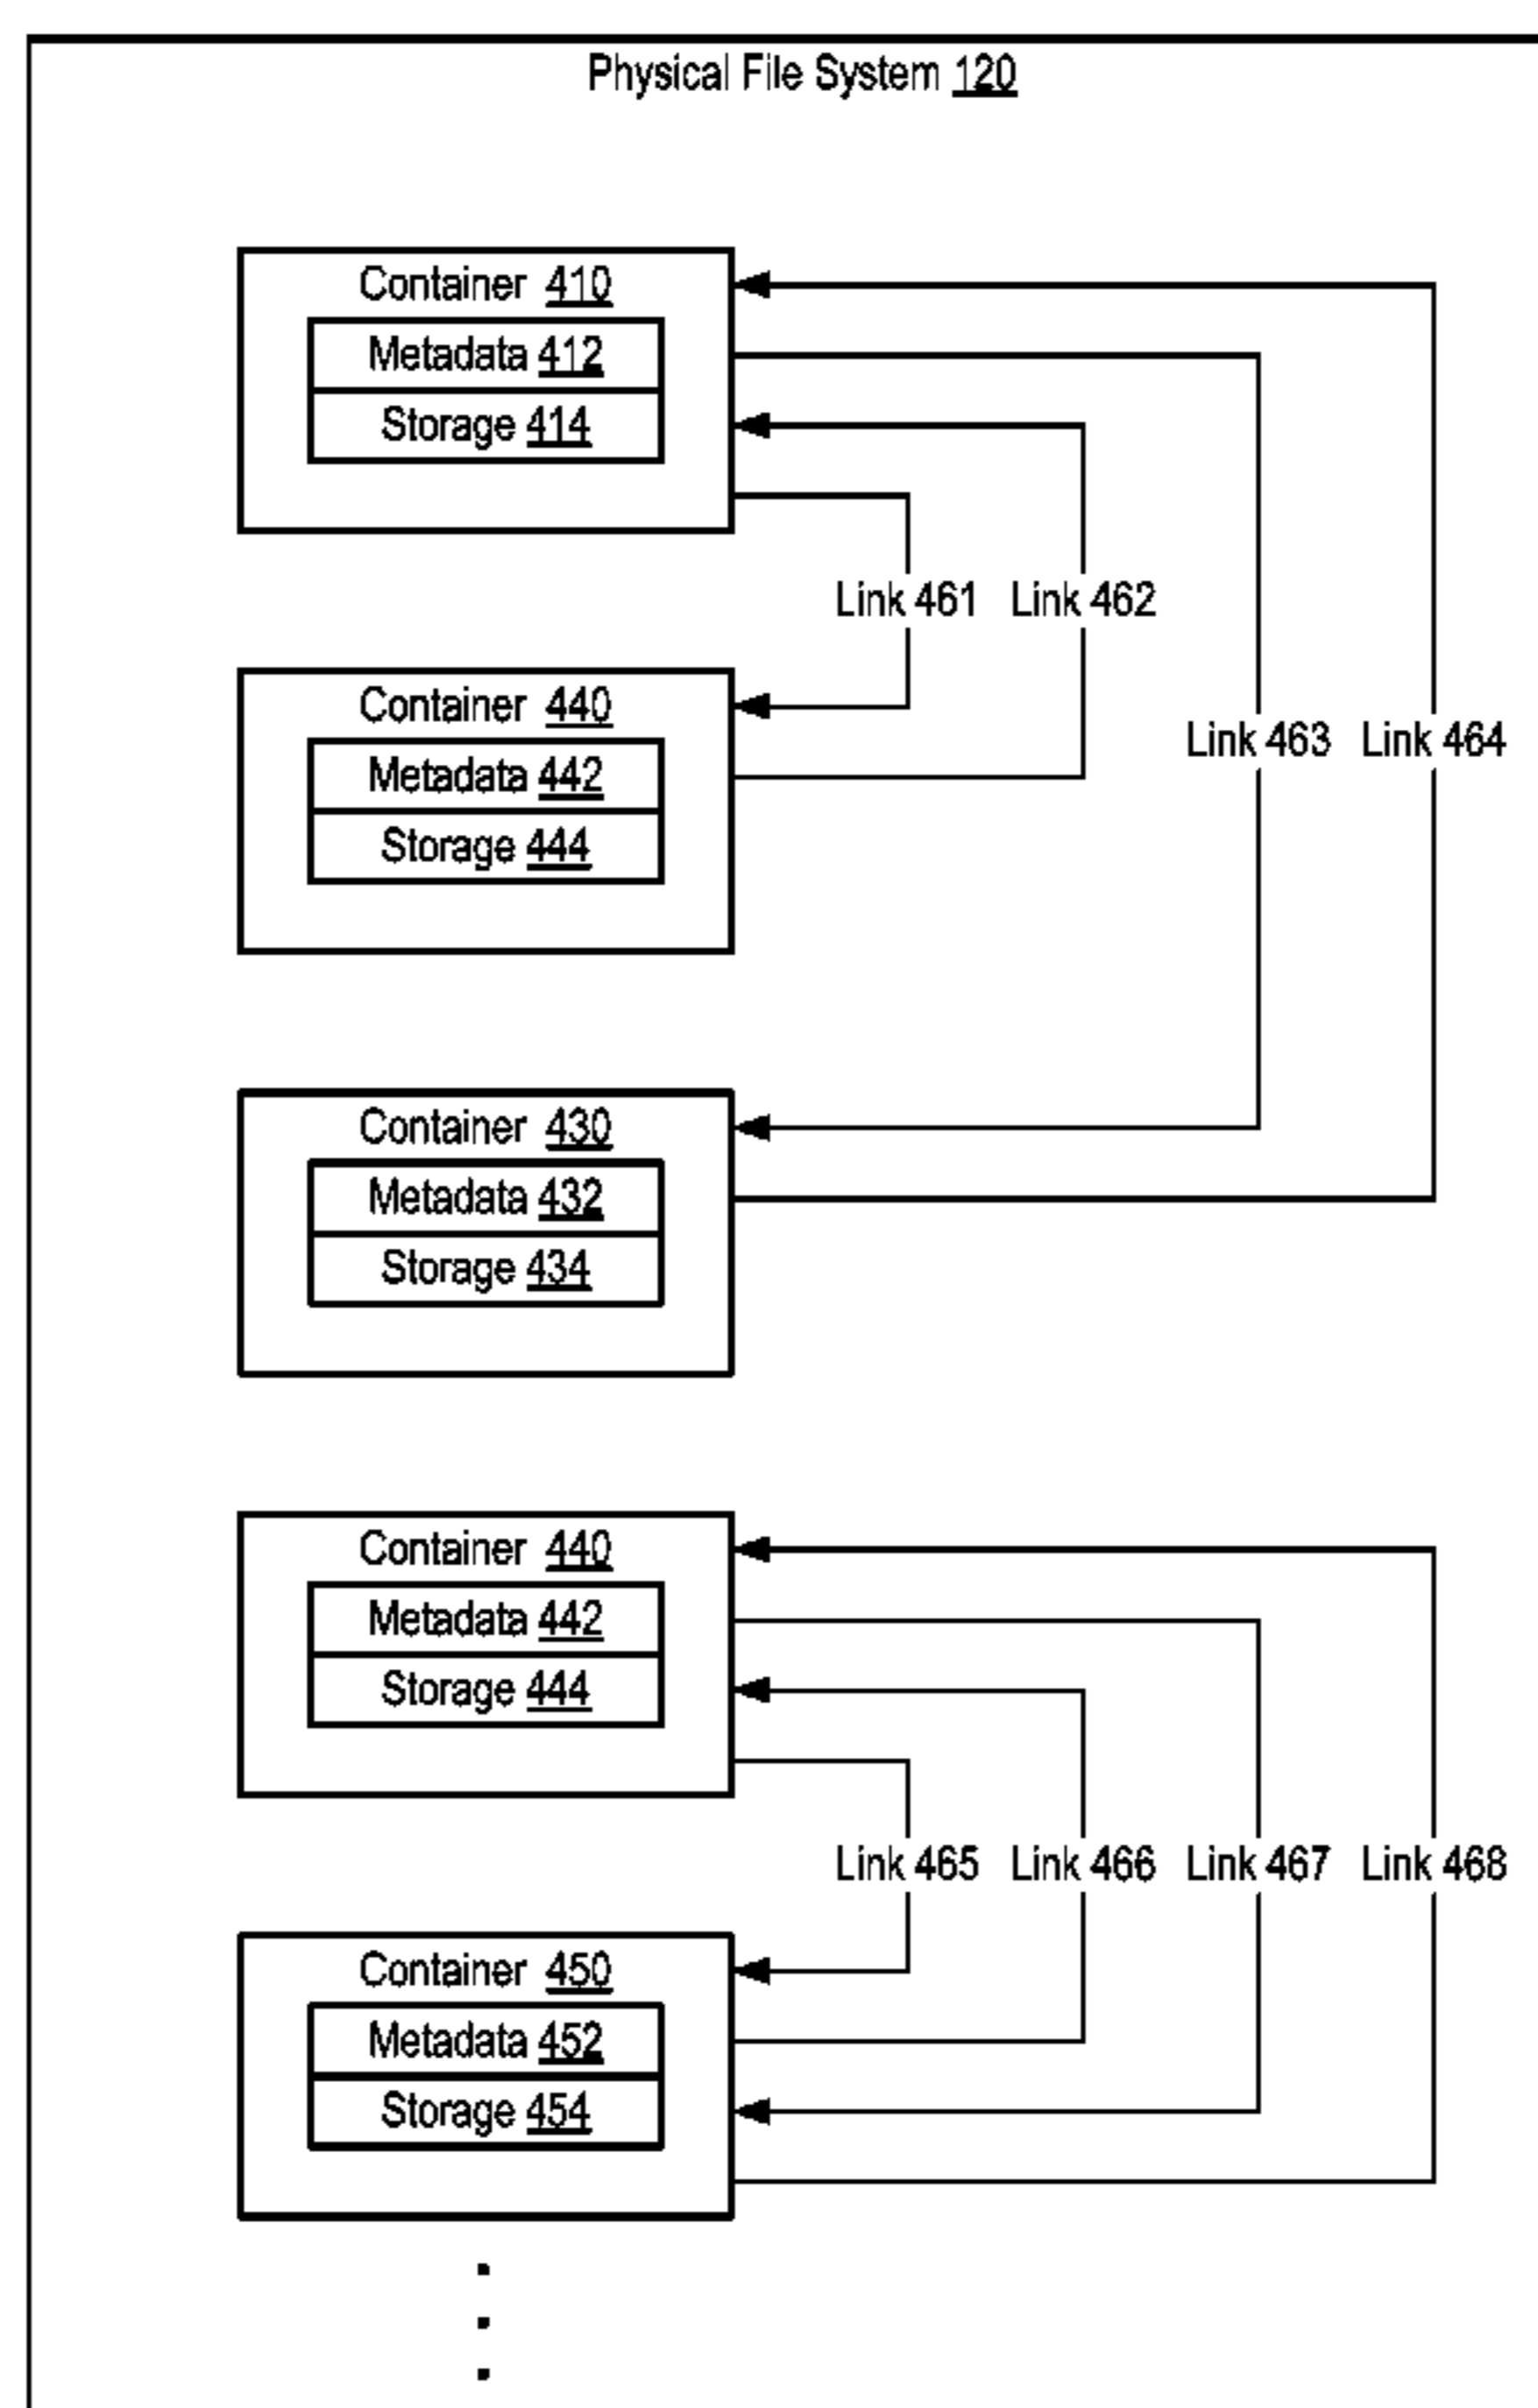 Physical File System 120
Container 410
Metadata 412
Storage 414
Link 461 Link 462
Container 440
Metadata 442
Storage 444
Link 463 Link 464
Container 430
Metadata 432
Storage 434
Container 440
Metadata 442
Storage 444
Link 465 Link 466 Link 467 Link 468
Container 450
Metadata 452
Storage 454